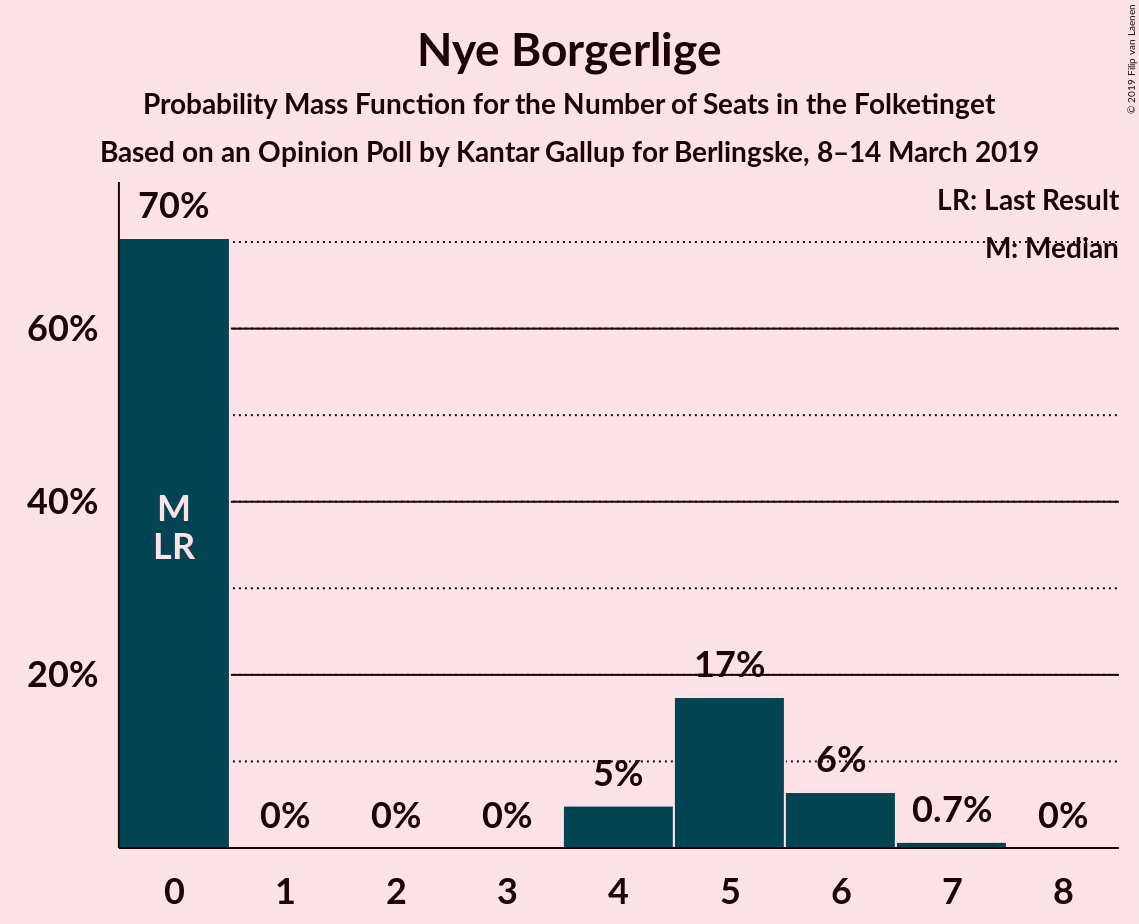 Nye Borgerlige
Probability Mass Function for the Number of Seats in the Folketinget
Based on an Opinion Poll by Kantar Gallup for Berlingske, 8–14 March 2019
© 2019 Filip van Laenen
LR: Last Result
M: Median
70%
60%
40%
20%
M
LR
0%
0%
0%
5%
17%
6%
0.7%
0%
0 1 2 3 4 5 6 7 8